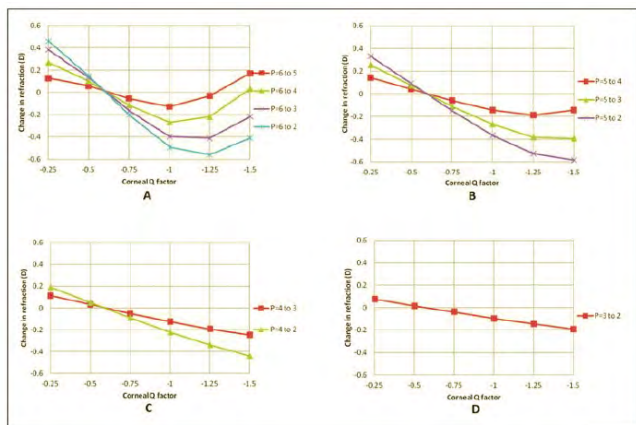 0.6
0.4
0.2
0
-0.2
-0.4
-0.6
Change in refraction (D)
-0.25 -0.5 -0.75 -1 -1.25 -1.5
Corneal Q factor
P=6 to 5
P=6 to 4
P=6 to 3
P=6 to 2
A
0.6
0.4
0.2
0
-0.2
-0.4
-0.6
Change in refraction (D)
-0.25 -0.5 -0.75 -1 -1.25 -1.5
Corneal Q factor
P=5 to 4
P=5 to 3
P=5 to 2
B
0.6
0.4
0.2
0
-0.2
-0.4
-0.6
Change in refraction (D)
-0.25 -0.5 -0.75 -1 -1.25 -1.5
Corneal Q factor
P=4 to 3
P=4 to 2
C
0.6
0.4
0.2
0
-0.2
-0.4
-0.6
Change in refraction (D)
-0.25 -0.5 -0.75 -1 -1.25 -1.5
Corneal Q factor
P=3 to 2
D